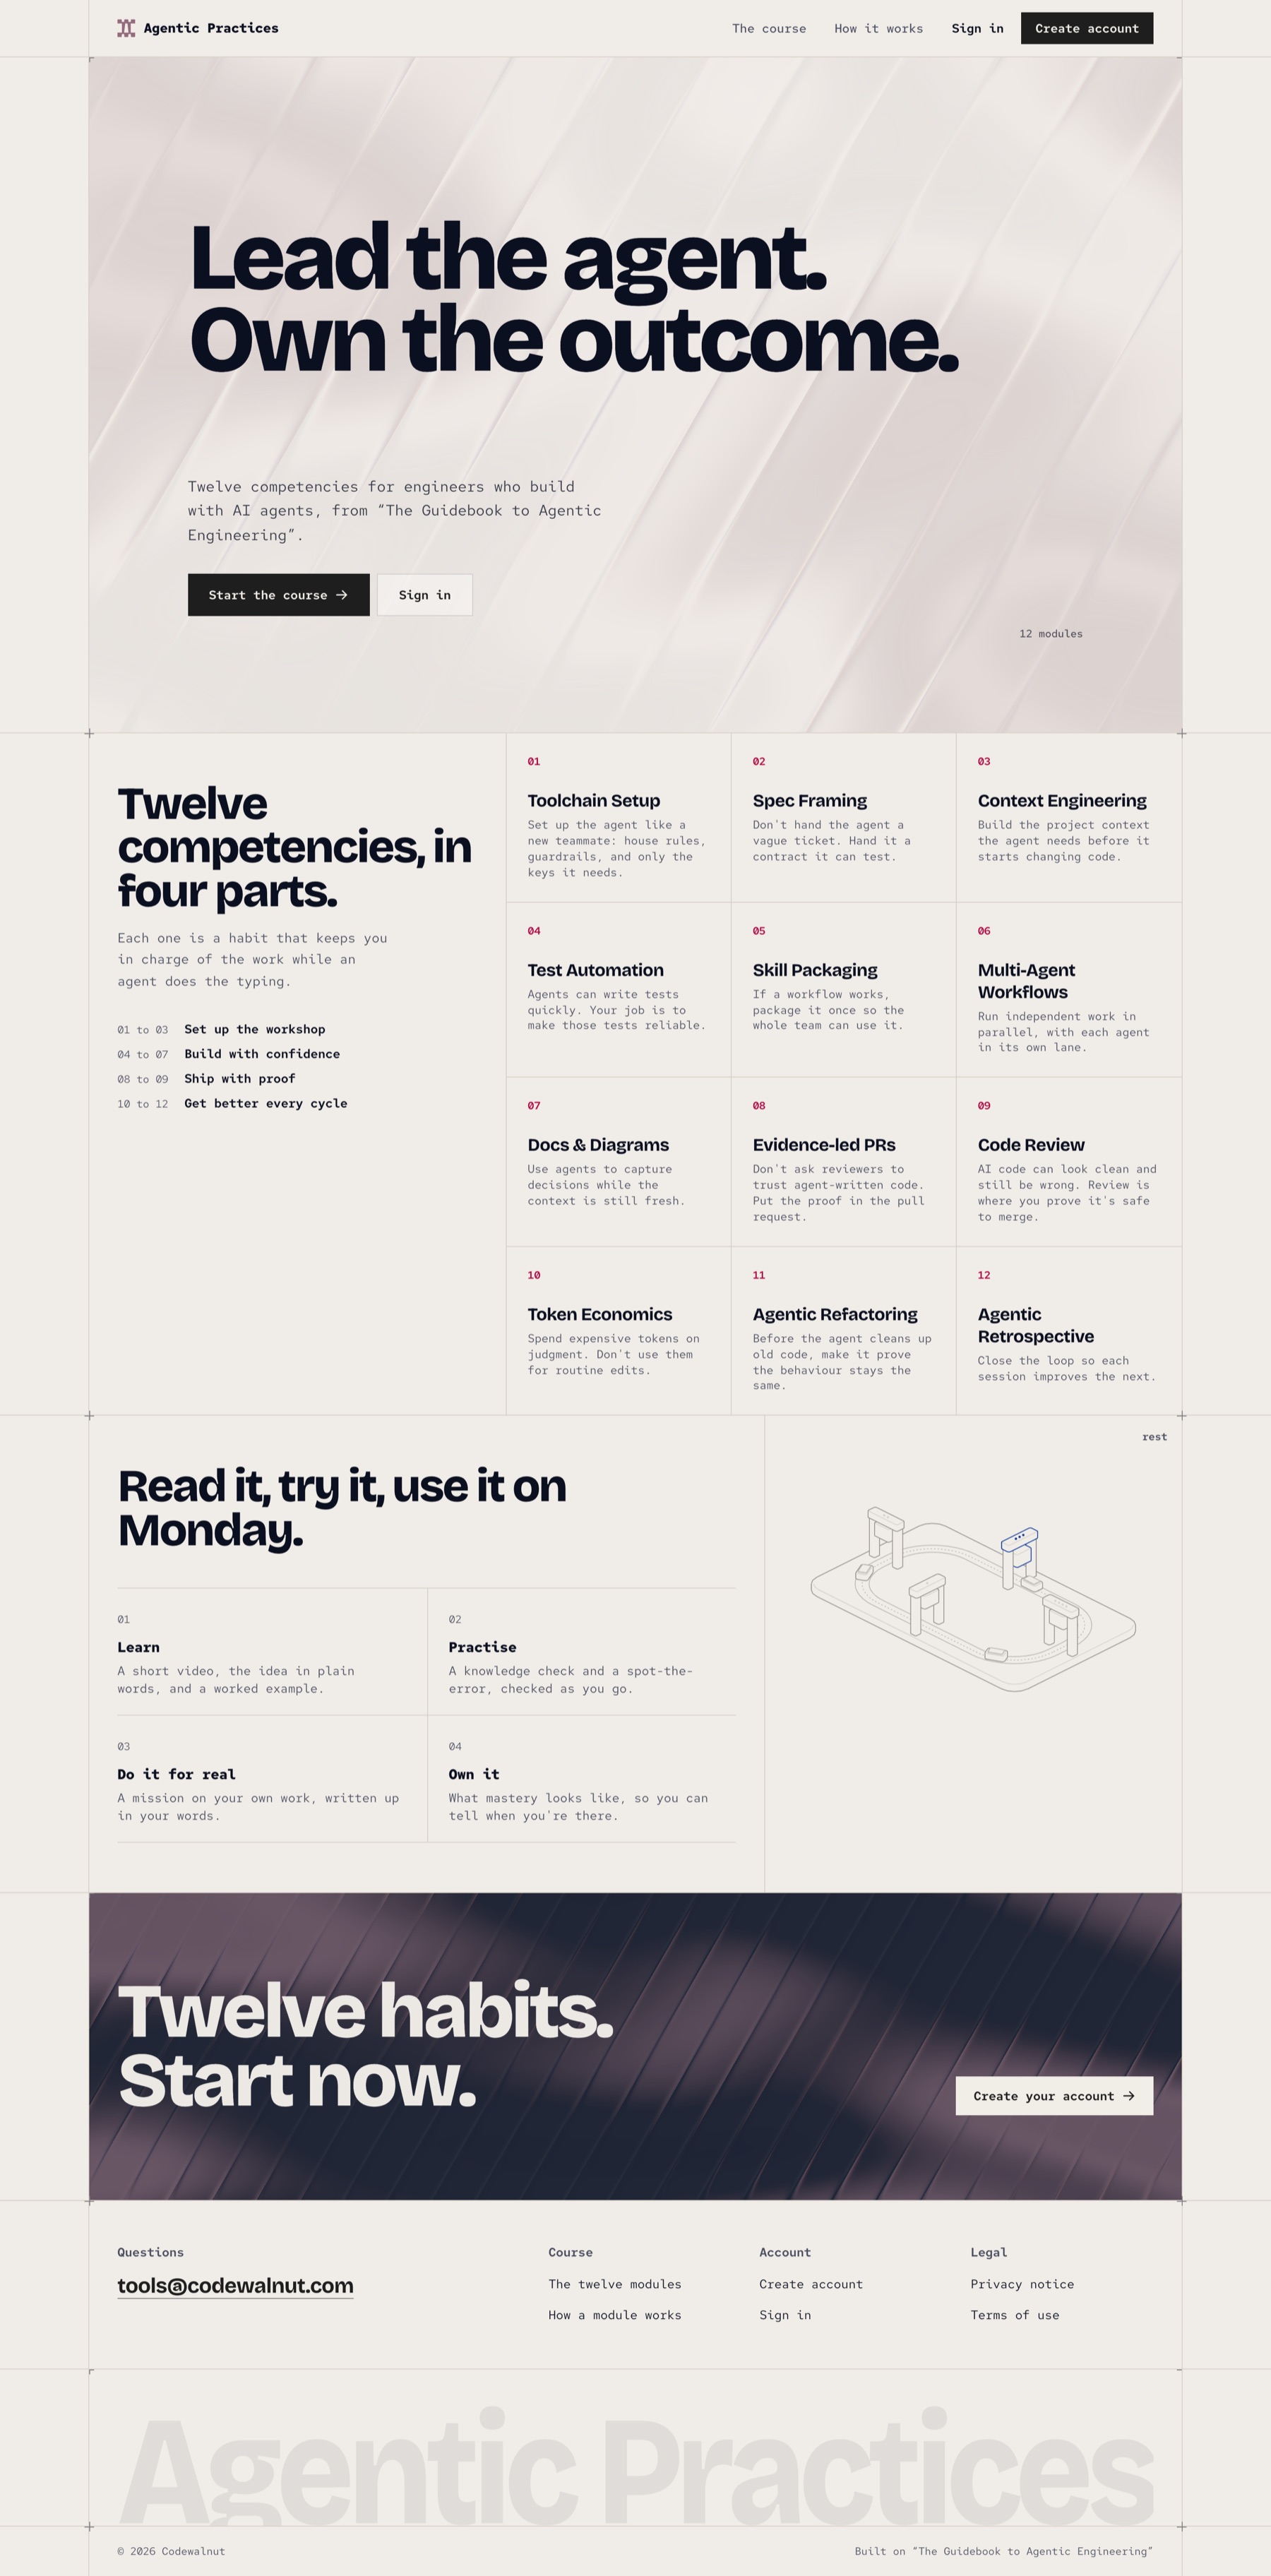 Agentic Practices
The course
How it works
Sign in
Create account
Lead the agent.
Own the outcome.
Twelve competencies for engineers who build
with AI agents, from “The Guidebook to Agentic
Engineering”.
Start the course →
Sign in
12 modules
Twelve
competencies, in
four parts.
Each one is a habit that keeps you
in charge of the work while an
agent does the typing.
01 to 03 Set up the workshop
04 to 07 Build with confidence
08 to 09 Ship with proof
10 to 12 Get better every cycle
01
Toolchain Setup
Set up the agent like a
new teammate: house rules,
guardrails, and only the
keys it needs.
02
Spec Framing
Don't hand the agent a
vague ticket. Hand it a
contract it can test.
03
Context Engineering
Build the project context
the agent needs before it
starts changing code.
04
Test Automation
Agents can write tests
quickly. Your job is to
make those tests reliable.
05
Skill Packaging
If a workflow works,
package it once so the
whole team can use it.
06
Multi-Agent
Workflows
Run independent work in
parallel, with each agent
in its own lane.
07
Docs & Diagrams
Use agents to capture
decisions while the
context is still fresh.
08
Evidence-led PRs
Don't ask reviewers to
trust agent-written code.
Put the proof in the pull
request.
09
Code Review
AI code can look clean and
still be wrong. Review is
where you prove it's safe
to merge.
10
Token Economics
Spend expensive tokens on
judgment. Don't use them
for routine edits.
11
Agentic Refactoring
Before the agent cleans up
old code, make it prove
the behaviour stays the
same.
12
Agentic
Retrospective
Close the loop so each
session improves the next.
Read it, try it, use it on
Monday.
01
Learn
A short video, the idea in plain
words, and a worked example.
02
Practise
A knowledge check and a spot-the-
error, checked as you go.
03
Do it for real
A mission on your own work, written up
in your words.
04
Own it
What mastery looks like, so you can
tell when you're there.
rest
Twelve habits.
Start now.
Create your account →
Questions
tools@codewalnut.com
Course
The twelve modules
How a module works
Account
Create account
Sign in
Legal
Privacy notice
Terms of use
Agentic Practices
© 2026 Codewalnut
Built on “The Guidebook to Agentic Engineering”